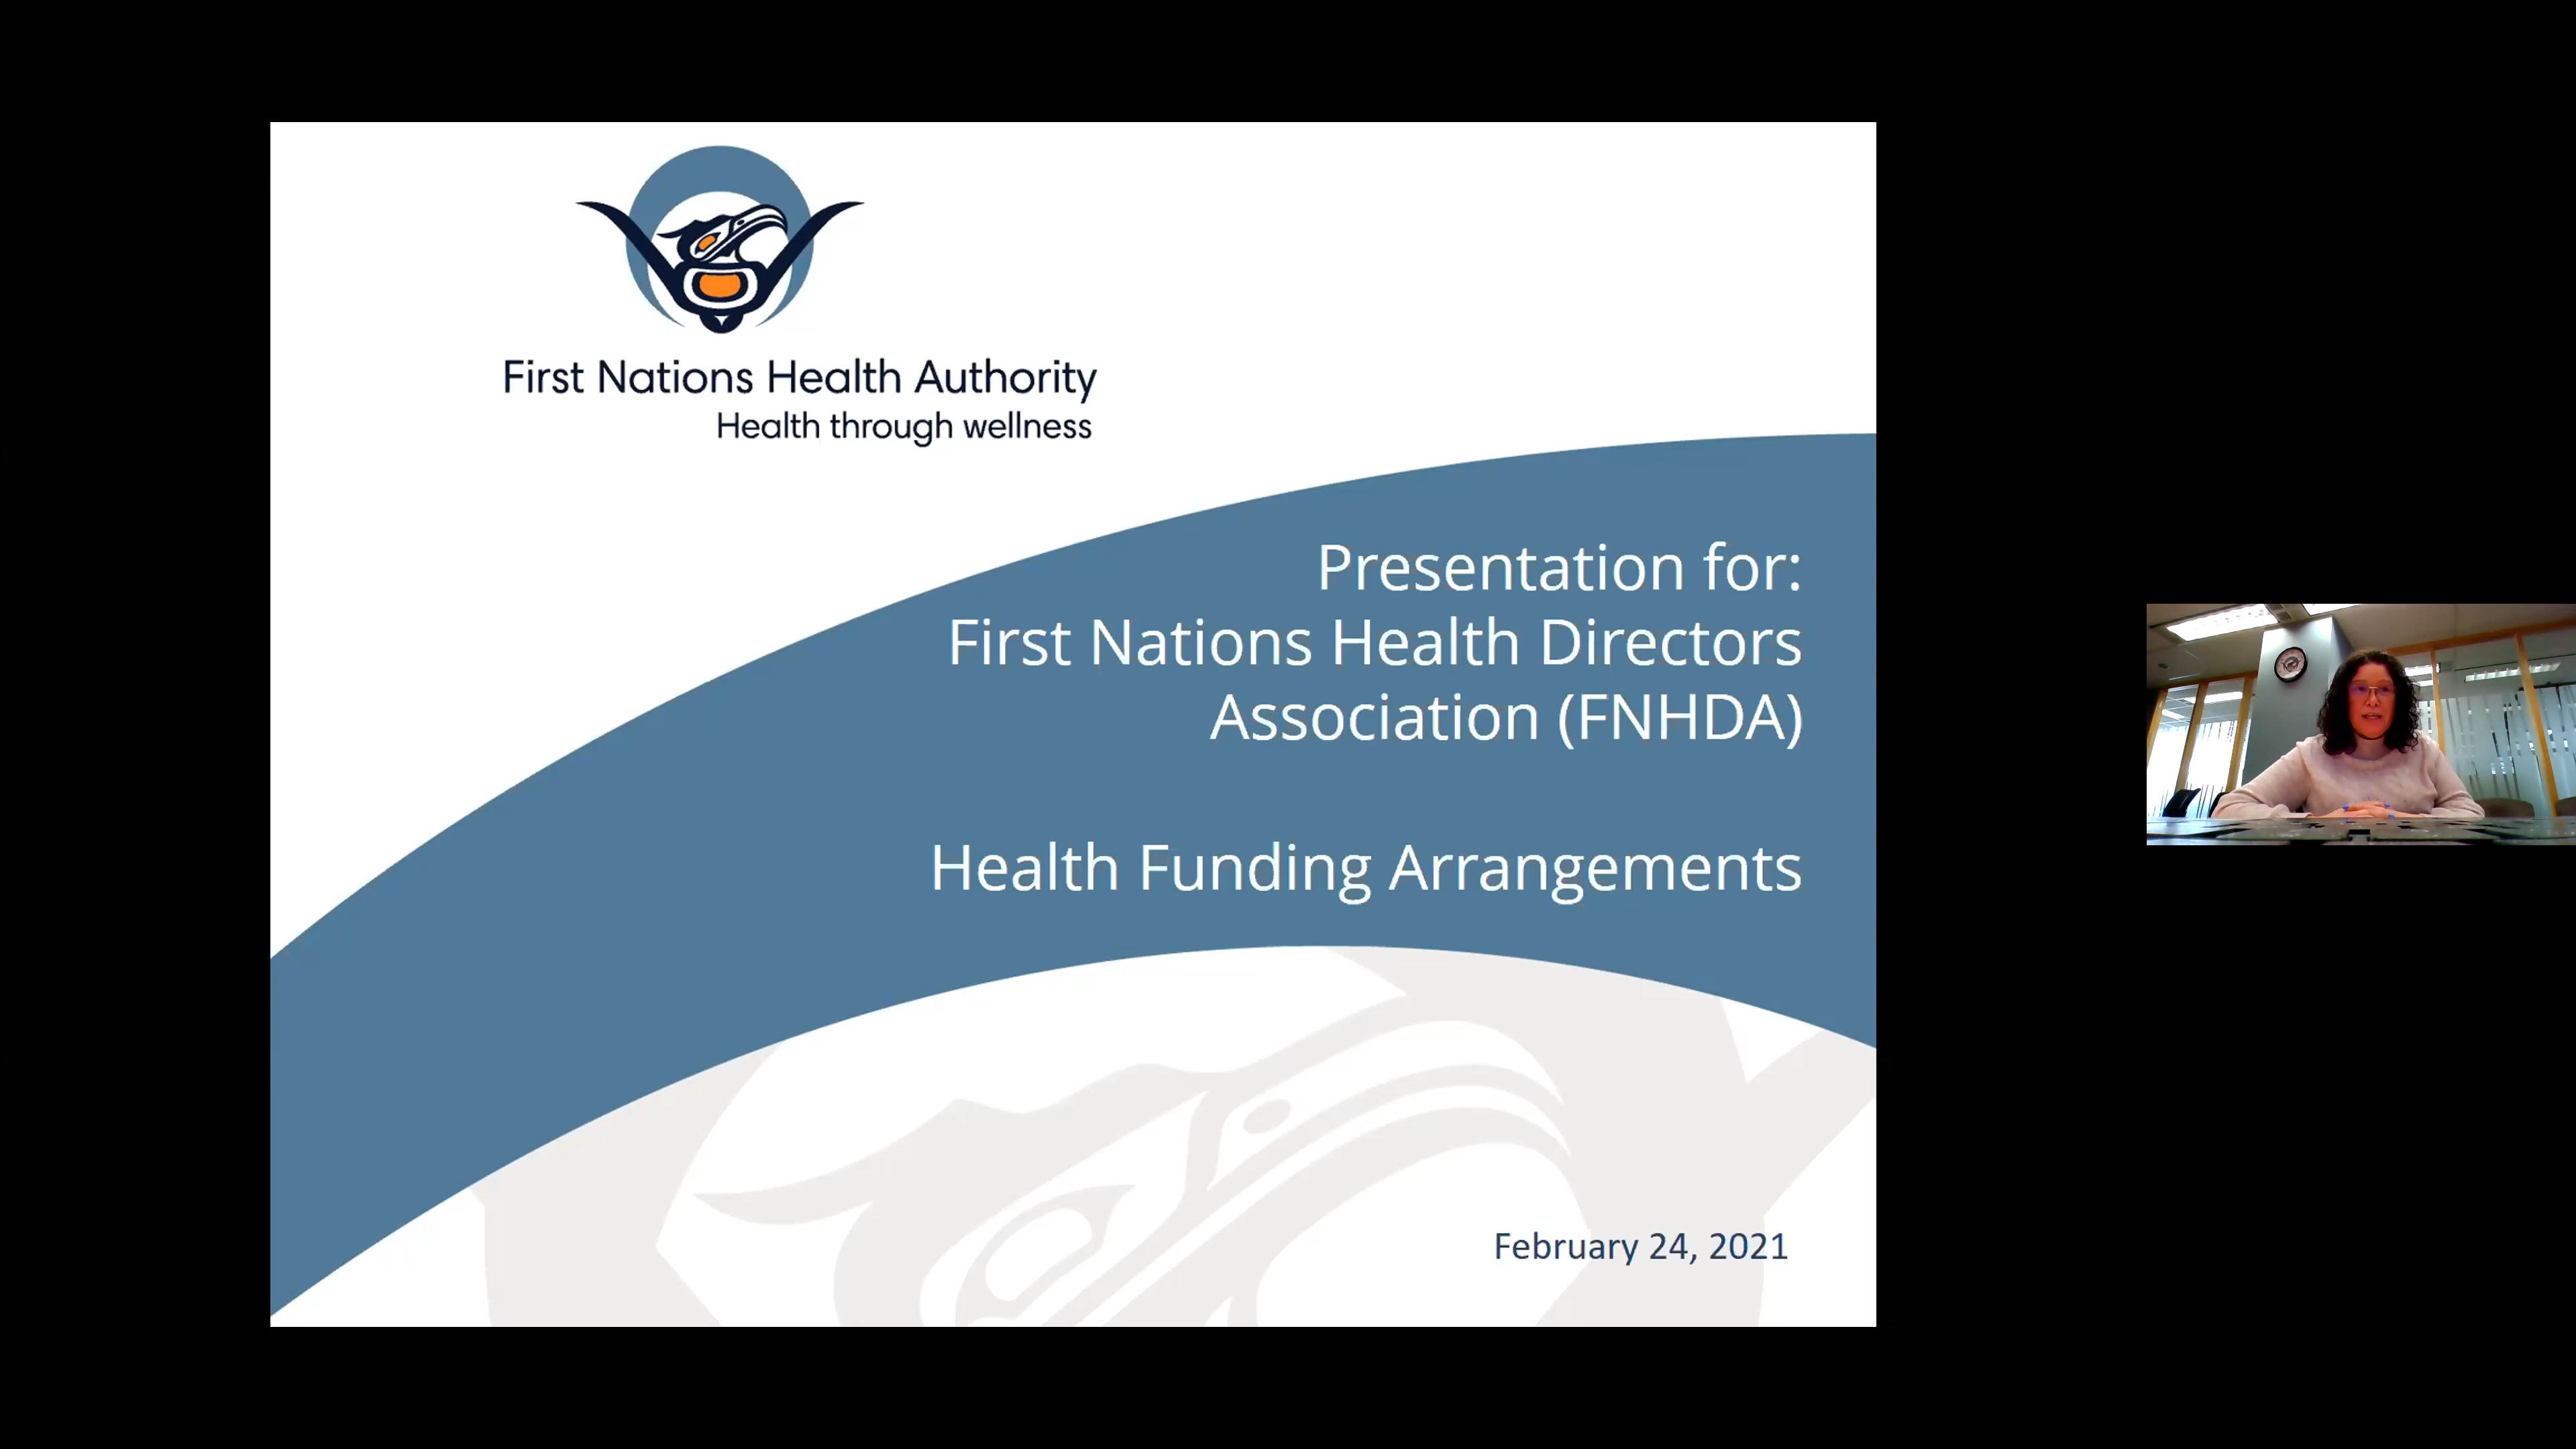 First Nations Health Authority
Health through wellness
Presentation for:
First Nations Health Directors
Association (FNHDA)
Health Funding Arrangements
February 24, 2021